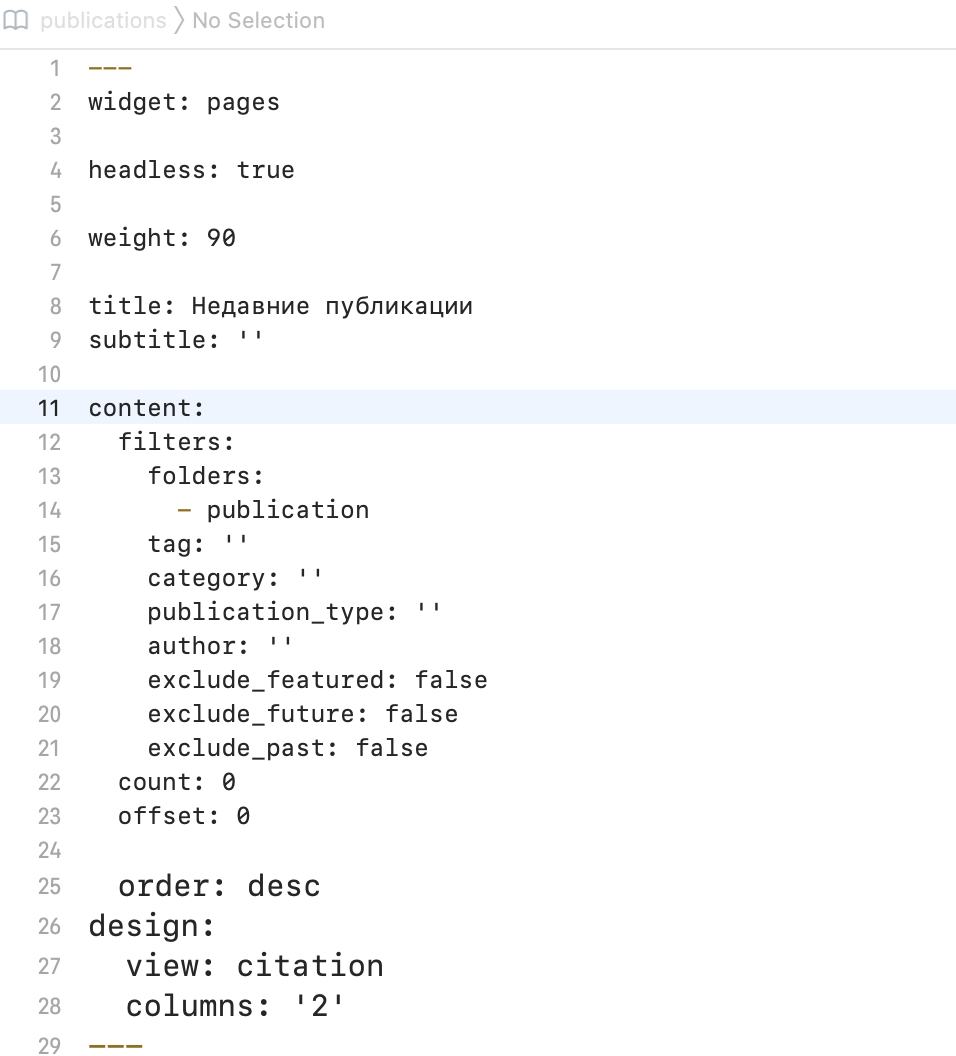 publications No Selection
1 ---
2 widget: pages
3
4 headless: true
5
6 weight: 90
7
8 title: Недавние публикации
9 subtitle: ''
10
11 content:
12   filters:
13     folders:
14       - publication
15     tag: ''
16     category: ''
17     publication_type: ''
18     author: ''
19     exclude_featured: false
20     exclude_future: false
21     exclude_past: false
22   count: 0
23   offset: 0
24
25   order: desc
26 design:
27   view: citation
28   columns: '2'
29 ---